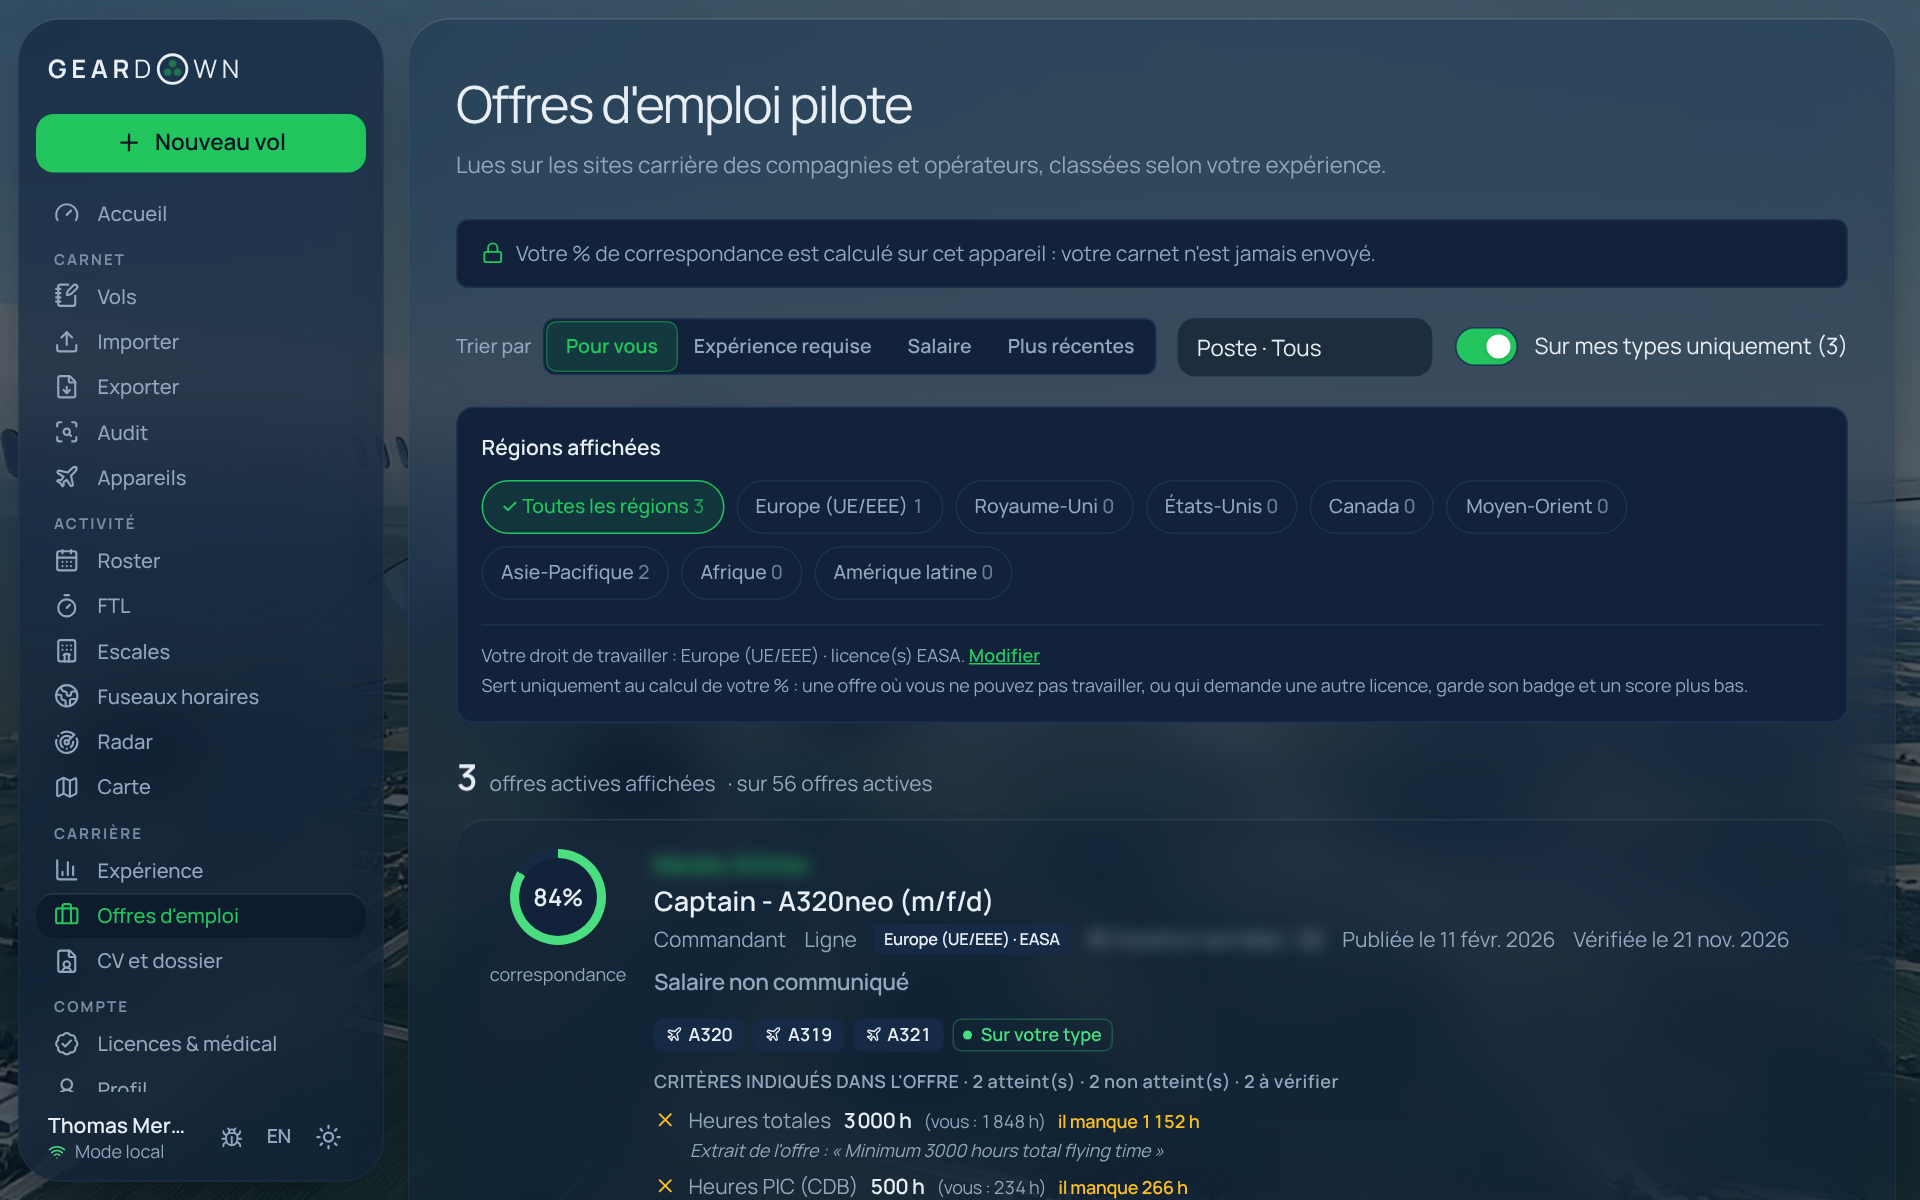 GEARDOWN
Nouveau vol
Accueil
CARNET
Vols
Importer
Exporter
Audit
Appareils
ACTIVITÉ
Roster
FTL
Escales
Fuseaux horaires
Radar
Carte
CARRIÈRE
Expérience
Offres d'emploi
CV et dossier
COMPTE
Licences & médical
Profil
Thomas Mer...
Mode local
EN
Offres d'emploi pilote
Lues sur les sites carrière des compagnies et opérateurs, classées selon votre expérience.
Votre % de correspondance est calculé sur cet appareil : votre carnet n'est jamais envoyé.
Trier par Pour vous Expérience requise Salaire Plus récentes Poste · Tous Sur mes types uniquement (3)
Régions affichées
Toutes les régions 3 Europe (UE/EEE) 1 Royaume-Uni 0 États-Unis 0 Canada 0 Moyen-Orient 0
Asie-Pacifique 2 Afrique 0 Amérique latine 0
Votre droit de travailler : Europe (UE/EEE) · licence(s) EASA. Modifier
Sert uniquement au calcul de votre % : une offre où vous ne pouvez pas travailler, ou qui demande une autre licence, garde son badge et un score plus bas.
3 offres actives affichées · sur 56 offres actives
84%
correspondance
Captain - A320neo (m/f/d)
Commandant Ligne Europe (UE/EEE) · EASA Publiée le 11 févr. 2026 Vérifiée le 21 nov. 2026
Salaire non communiqué
A320 A319 A321 Sur votre type
CRITÈRES INDIQUÉS DANS L'OFFRE · 2 atteint(s) · 2 non atteint(s) · 2 à vérifier
Heures totales 3 000 h (vous : 1 848 h) il manque 1 152 h
Extrait de l'offre : « Minimum 3000 hours total flying time »
Heures PIC (CDB) 500 h (vous : 234 h) il manque 266 h